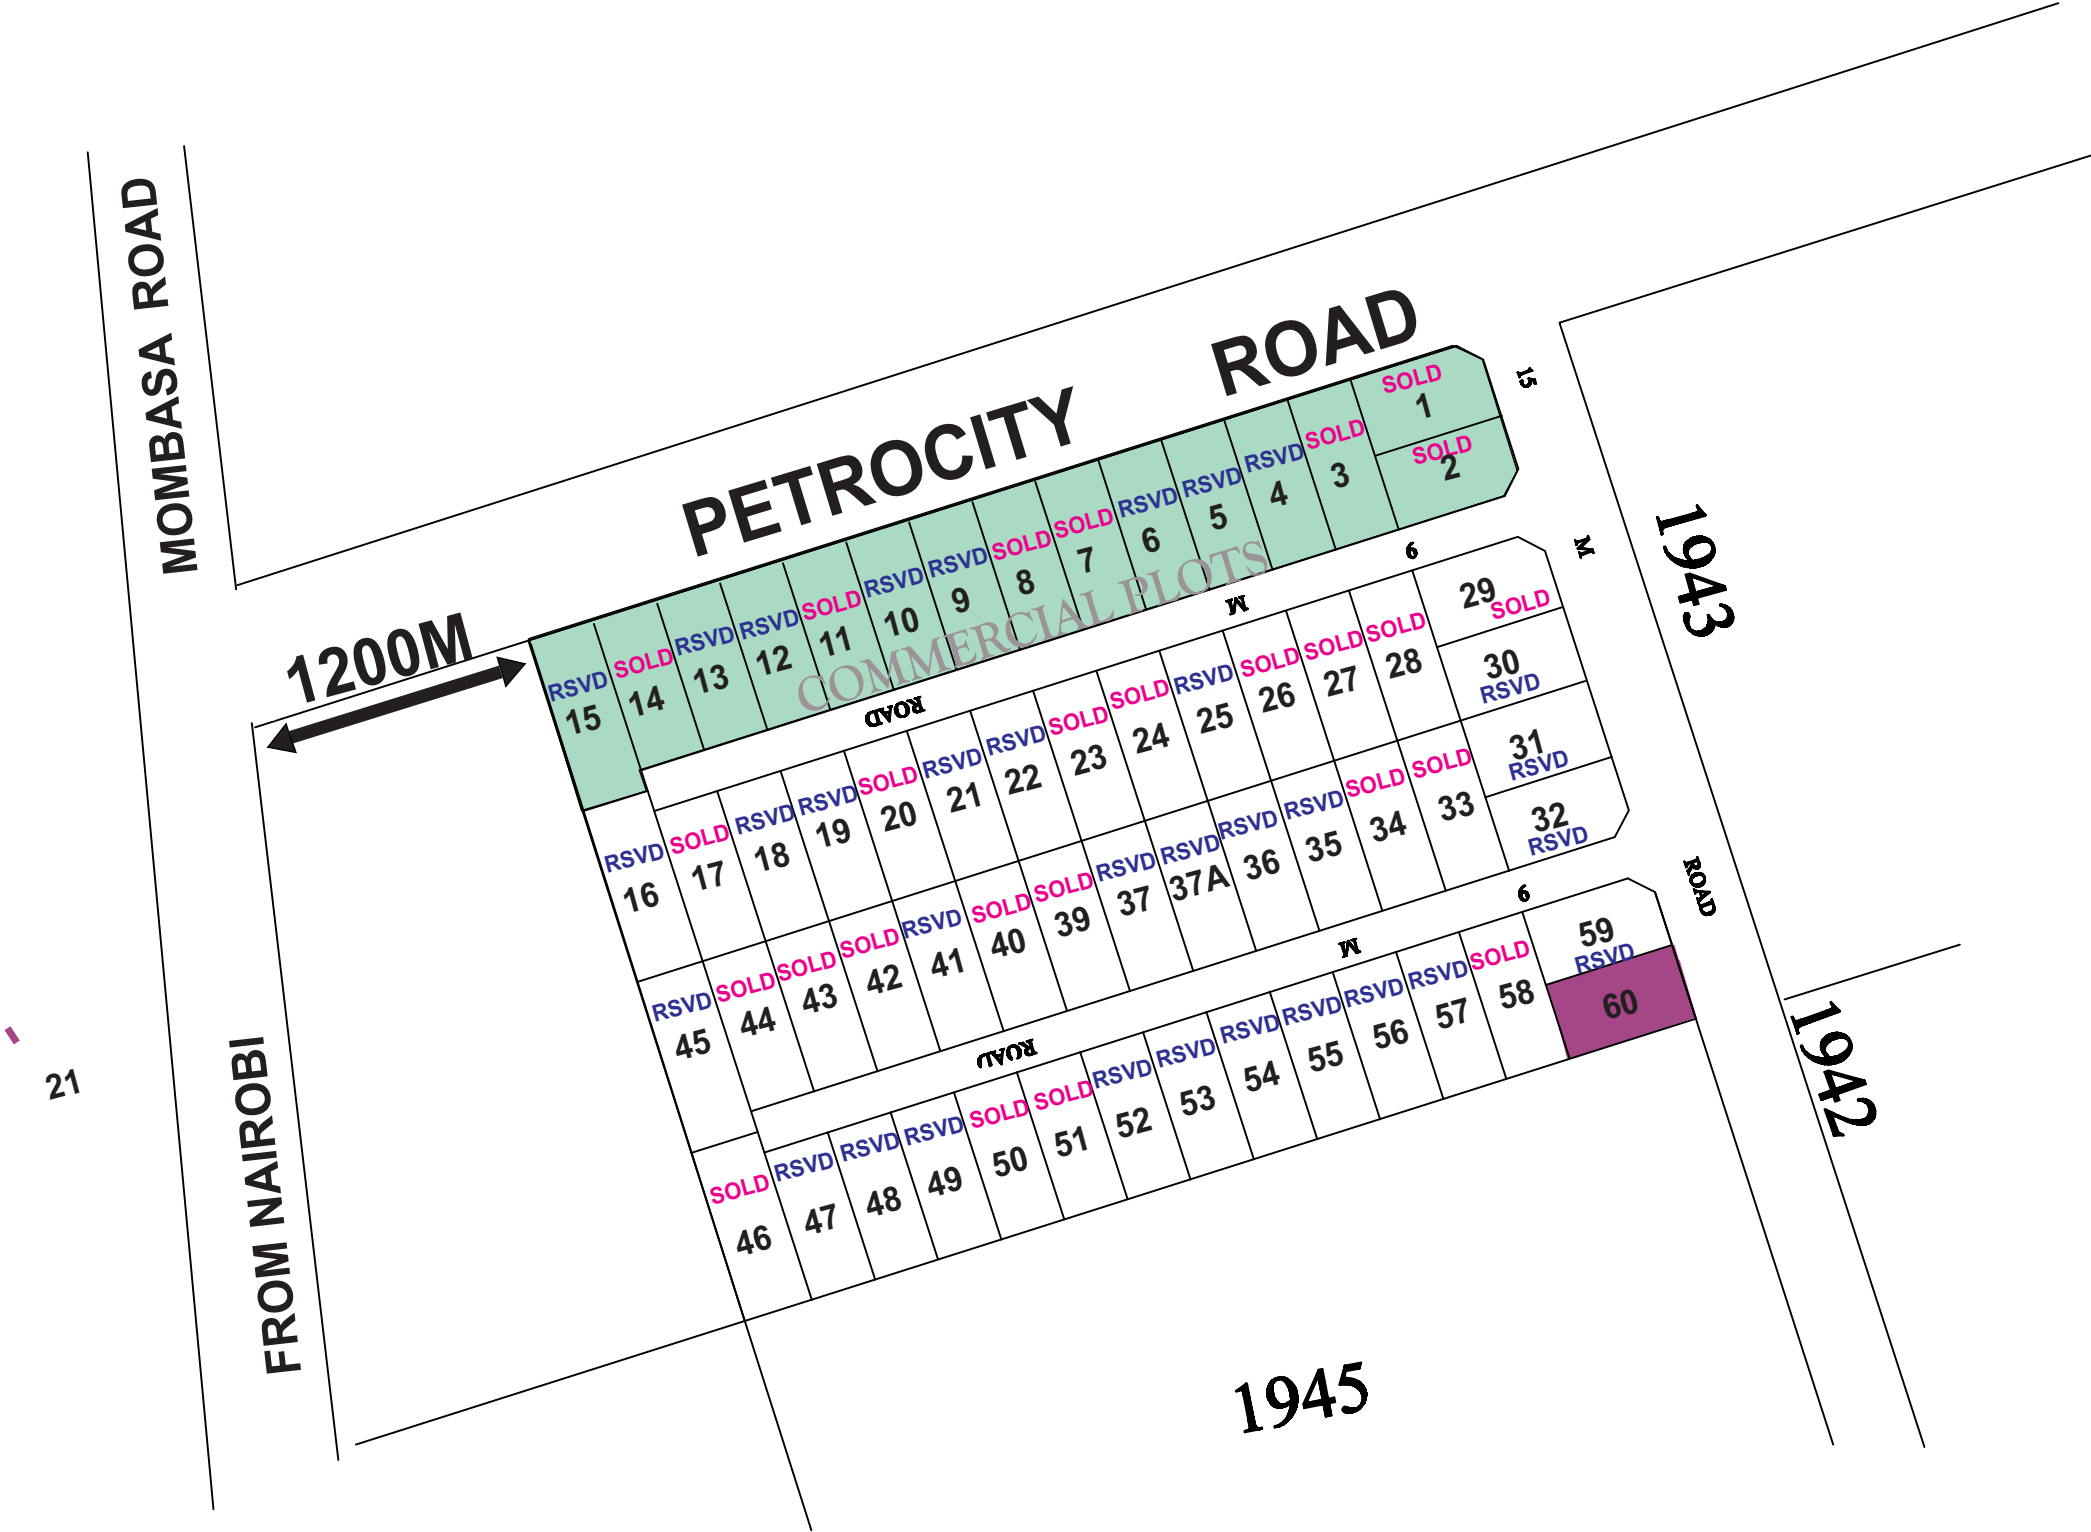 MOMBASA ROAD
FROM NAIROBI
1200M
PETROCITY ROAD
SOLD
1
SOLD
2
SOLD
3
RSVD
4
RSVD
5
RSVD
6
SOLD
7
SOLD
8
RSVD
9
RSVD
10
SOLD
11
RSVD
12
RSVD
13
SOLD
14
RSVD
15
COMMERCIAL PLOTS
15 M ROAD
6 M ROAD
RSVD
16
SOLD
17
RSVD
18
RSVD
19
SOLD
20
RSVD
21
RSVD
22
SOLD
23
SOLD
24
RSVD
25
SOLD
26
SOLD
27
SOLD
28
29
SOLD
30
RSVD
31
RSVD
32
RSVD
SOLD
33
SOLD
34
RSVD
35
RSVD
36
RSVD
37A
RSVD
37
SOLD
39
SOLD
40
RSVD
41
SOLD
42
SOLD
43
SOLD
44
RSVD
45
6 M ROAD
SOLD
46
RSVD
47
RSVD
48
RSVD
49
SOLD
50
SOLD
51
RSVD
52
RSVD
53
RSVD
54
RSVD
55
RSVD
56
RSVD
57
SOLD
58
59
RSVD
60
1943
1942
1945
21